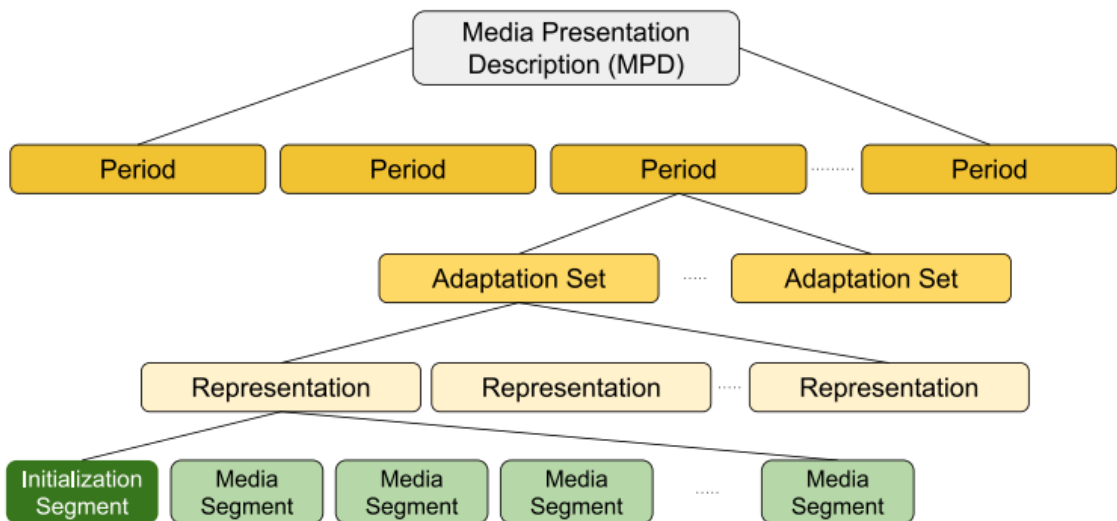 Media Presentation
Description (MPD)
Period
Period
Period
.........
Period
Adaptation Set
.....
Adaptation Set
Representation
Representation
.....
Representation
Initialization
Segment
Media
Segment
Media
Segment
Media
Segment
.....
Media
Segment